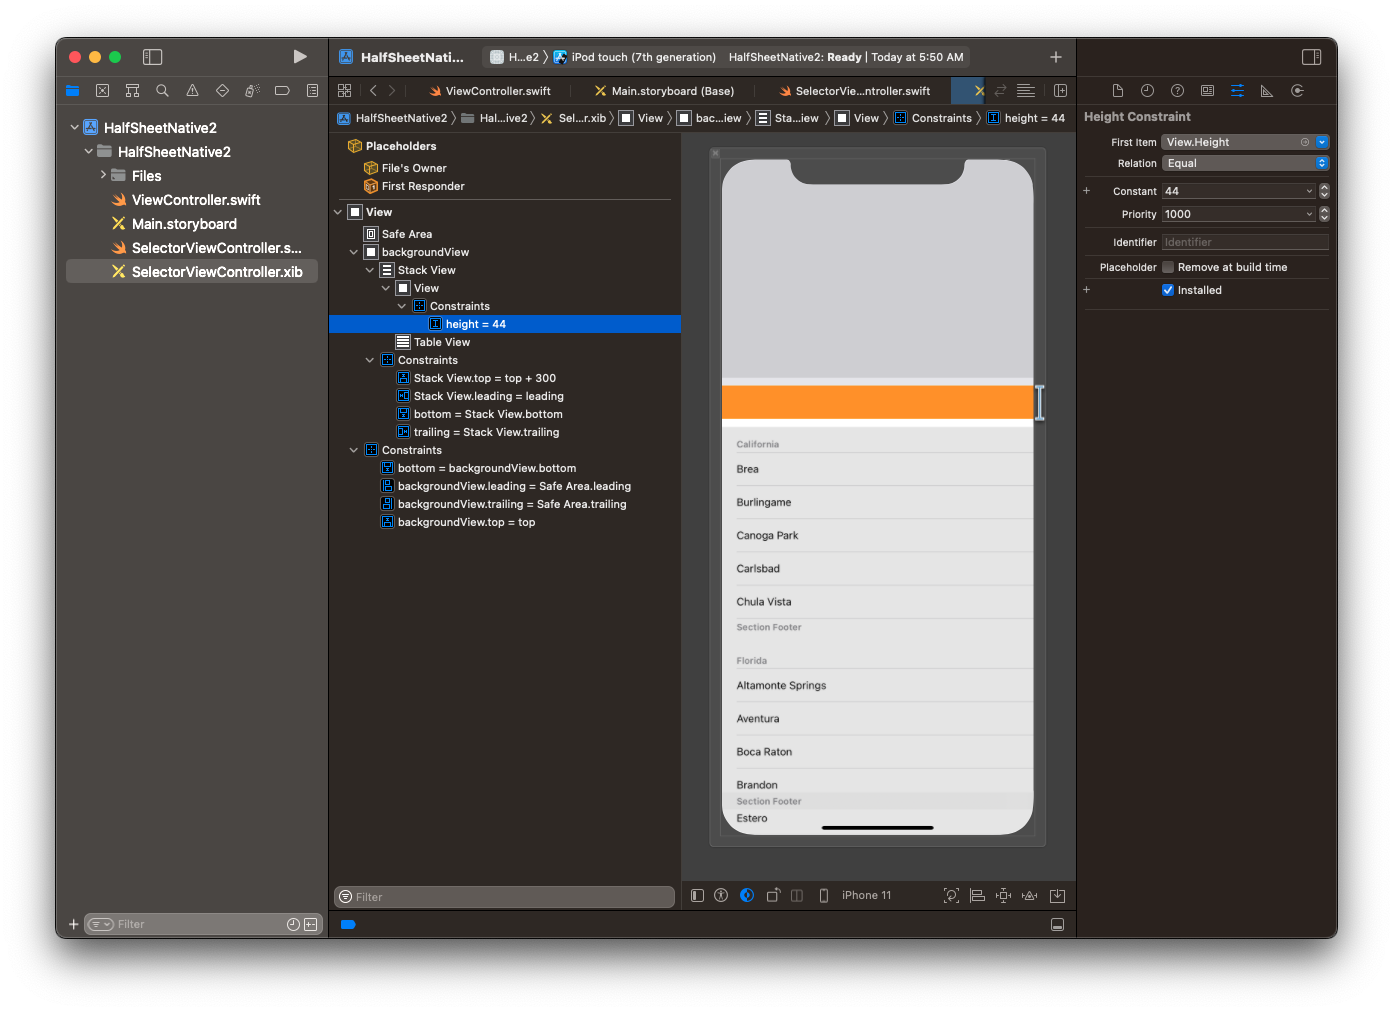 HalfSheetNati...
H...e2 〉 iPod touch (7th generation)
HalfSheetNative2: Ready | Today at 5:50 AM
ViewController.swift
Main.storyboard (Base)
SelectorVie...ntroller.swift
HalfSheetNative2 〉 Hal...ive2 〉 Sel...r.xib 〉 View 〉 bac...iew 〉 Sta...iew 〉 View 〉 Constraints 〉 height = 44
HalfSheetNative2
HalfSheetNative2
Files
ViewController.swift
Main.storyboard
SelectorViewController.s...
SelectorViewController.xib
Filter
Placeholders
File's Owner
First Responder
View
Safe Area
backgroundView
Stack View
View
Constraints
height = 44
Table View
Constraints
Stack View.top = top + 300
Stack View.leading = leading
bottom = Stack View.bottom
trailing = Stack View.trailing
Constraints
bottom = backgroundView.bottom
backgroundView.leading = Safe Area.leading
backgroundView.trailing = Safe Area.trailing
backgroundView.top = top
Filter
California
Brea
Burlingame
Canoga Park
Carlsbad
Chula Vista
Section Footer
Florida
Altamonte Springs
Aventura
Boca Raton
Brandon
Section Footer
Estero
iPhone 11
Height Constraint
First Item View.Height
Relation Equal
Constant 44
Priority 1000
Identifier Identifier
Placeholder Remove at build time
Installed